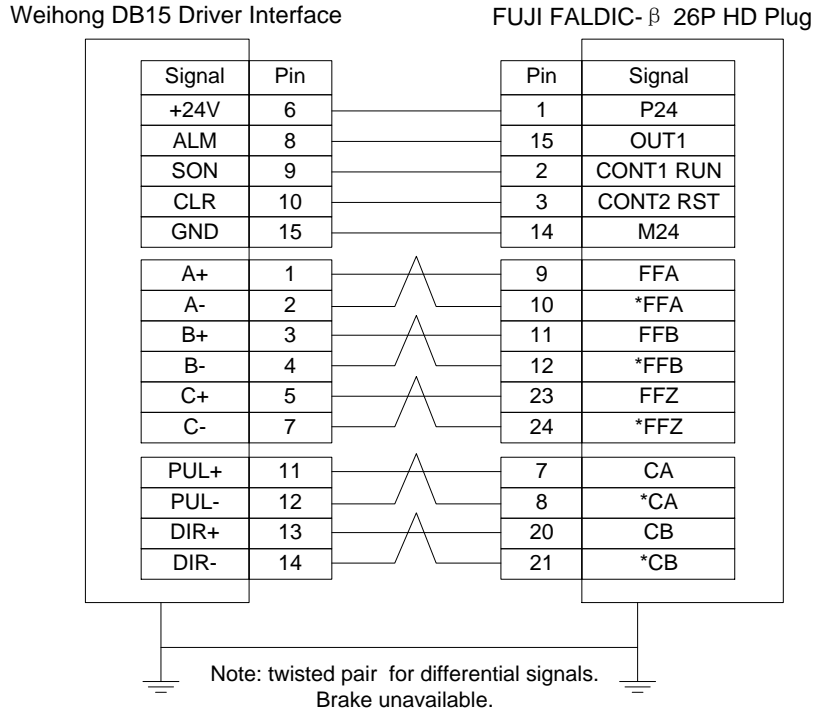 Weihong DB15 Driver Interface FUJI FALDIC-β 26P HD Plug
Signal Pin Pin Signal
+24V 6 1 P24
ALM 8 15 OUT1
SON 9 2 CONT1 RUN
CLR 10 3 CONT2 RST
GND 15 14 M24
A+ 1 9 FFA
A- 2 10 *FFA
B+ 3 11 FFB
B- 4 12 *FFB
C+ 5 23 FFZ
C- 7 24 *FFZ
PUL+ 11 7 CA
PUL- 12 8 *CA
DIR+ 13 20 CB
DIR- 14 21 *CB
Note: twisted pair for differential signals.
Brake unavailable.